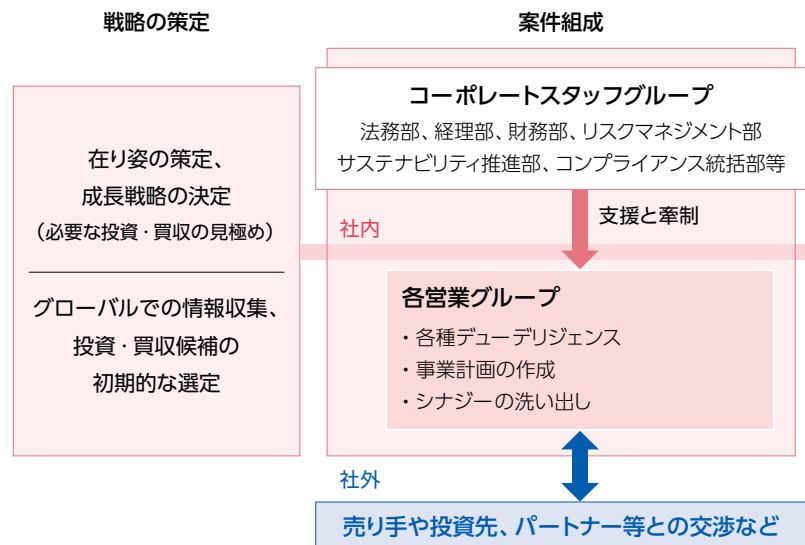 戦略の策定
案件組成
在り姿の策定、
成長戦略の決定
（必要な投資・買収の見極め）
グローバルでの情報収集、
投資・買収候補の
初期的な選定
コーポレートスタッフグループ
法務部、経理部、財務部、リスクマネジメント部
サステナビリティ推進部、コンプライアンス統括部等
支援と牽制
社内
各営業グループ
・各種デューデリジェンス
・事業計画の作成
・シナジーの洗い出し
社外
売り手や投資先、パートナー等との交渉など